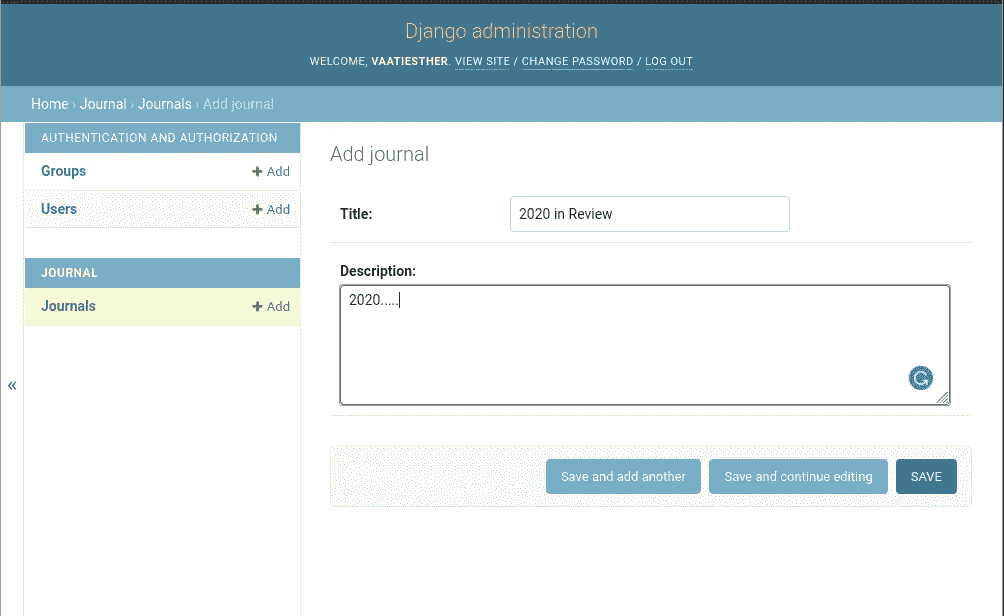 Django administration
WELCOME, VAATIESTHER. VIEW SITE / CHANGE PASSWORD / LOG OUT
Home › Journal › Journals › Add journal
AUTHENTICATION AND AUTHORIZATION
Groups + Add
Users + Add
JOURNAL
Journals + Add
«
Add journal
Title: 2020 in Review
Description:
2020.....
Save and add another Save and continue editing SAVE